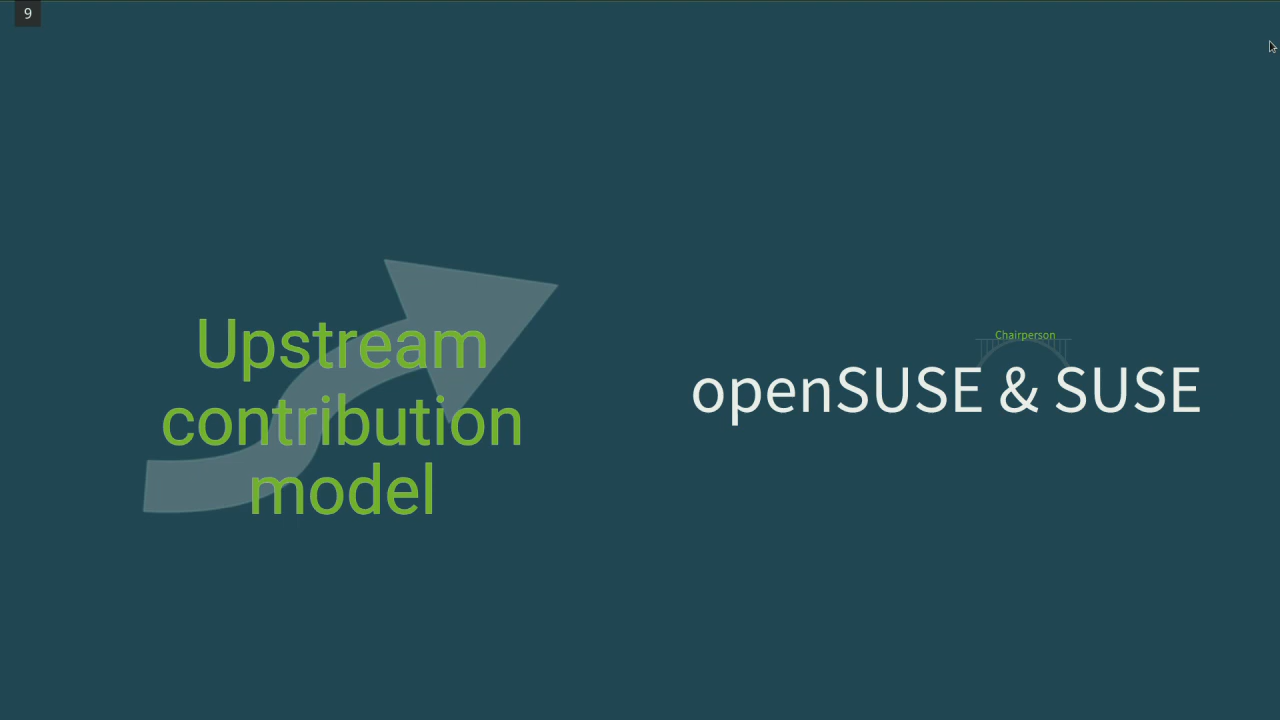 9
Upstream
contribution
model
Chairperson
openSUSE & SUSE